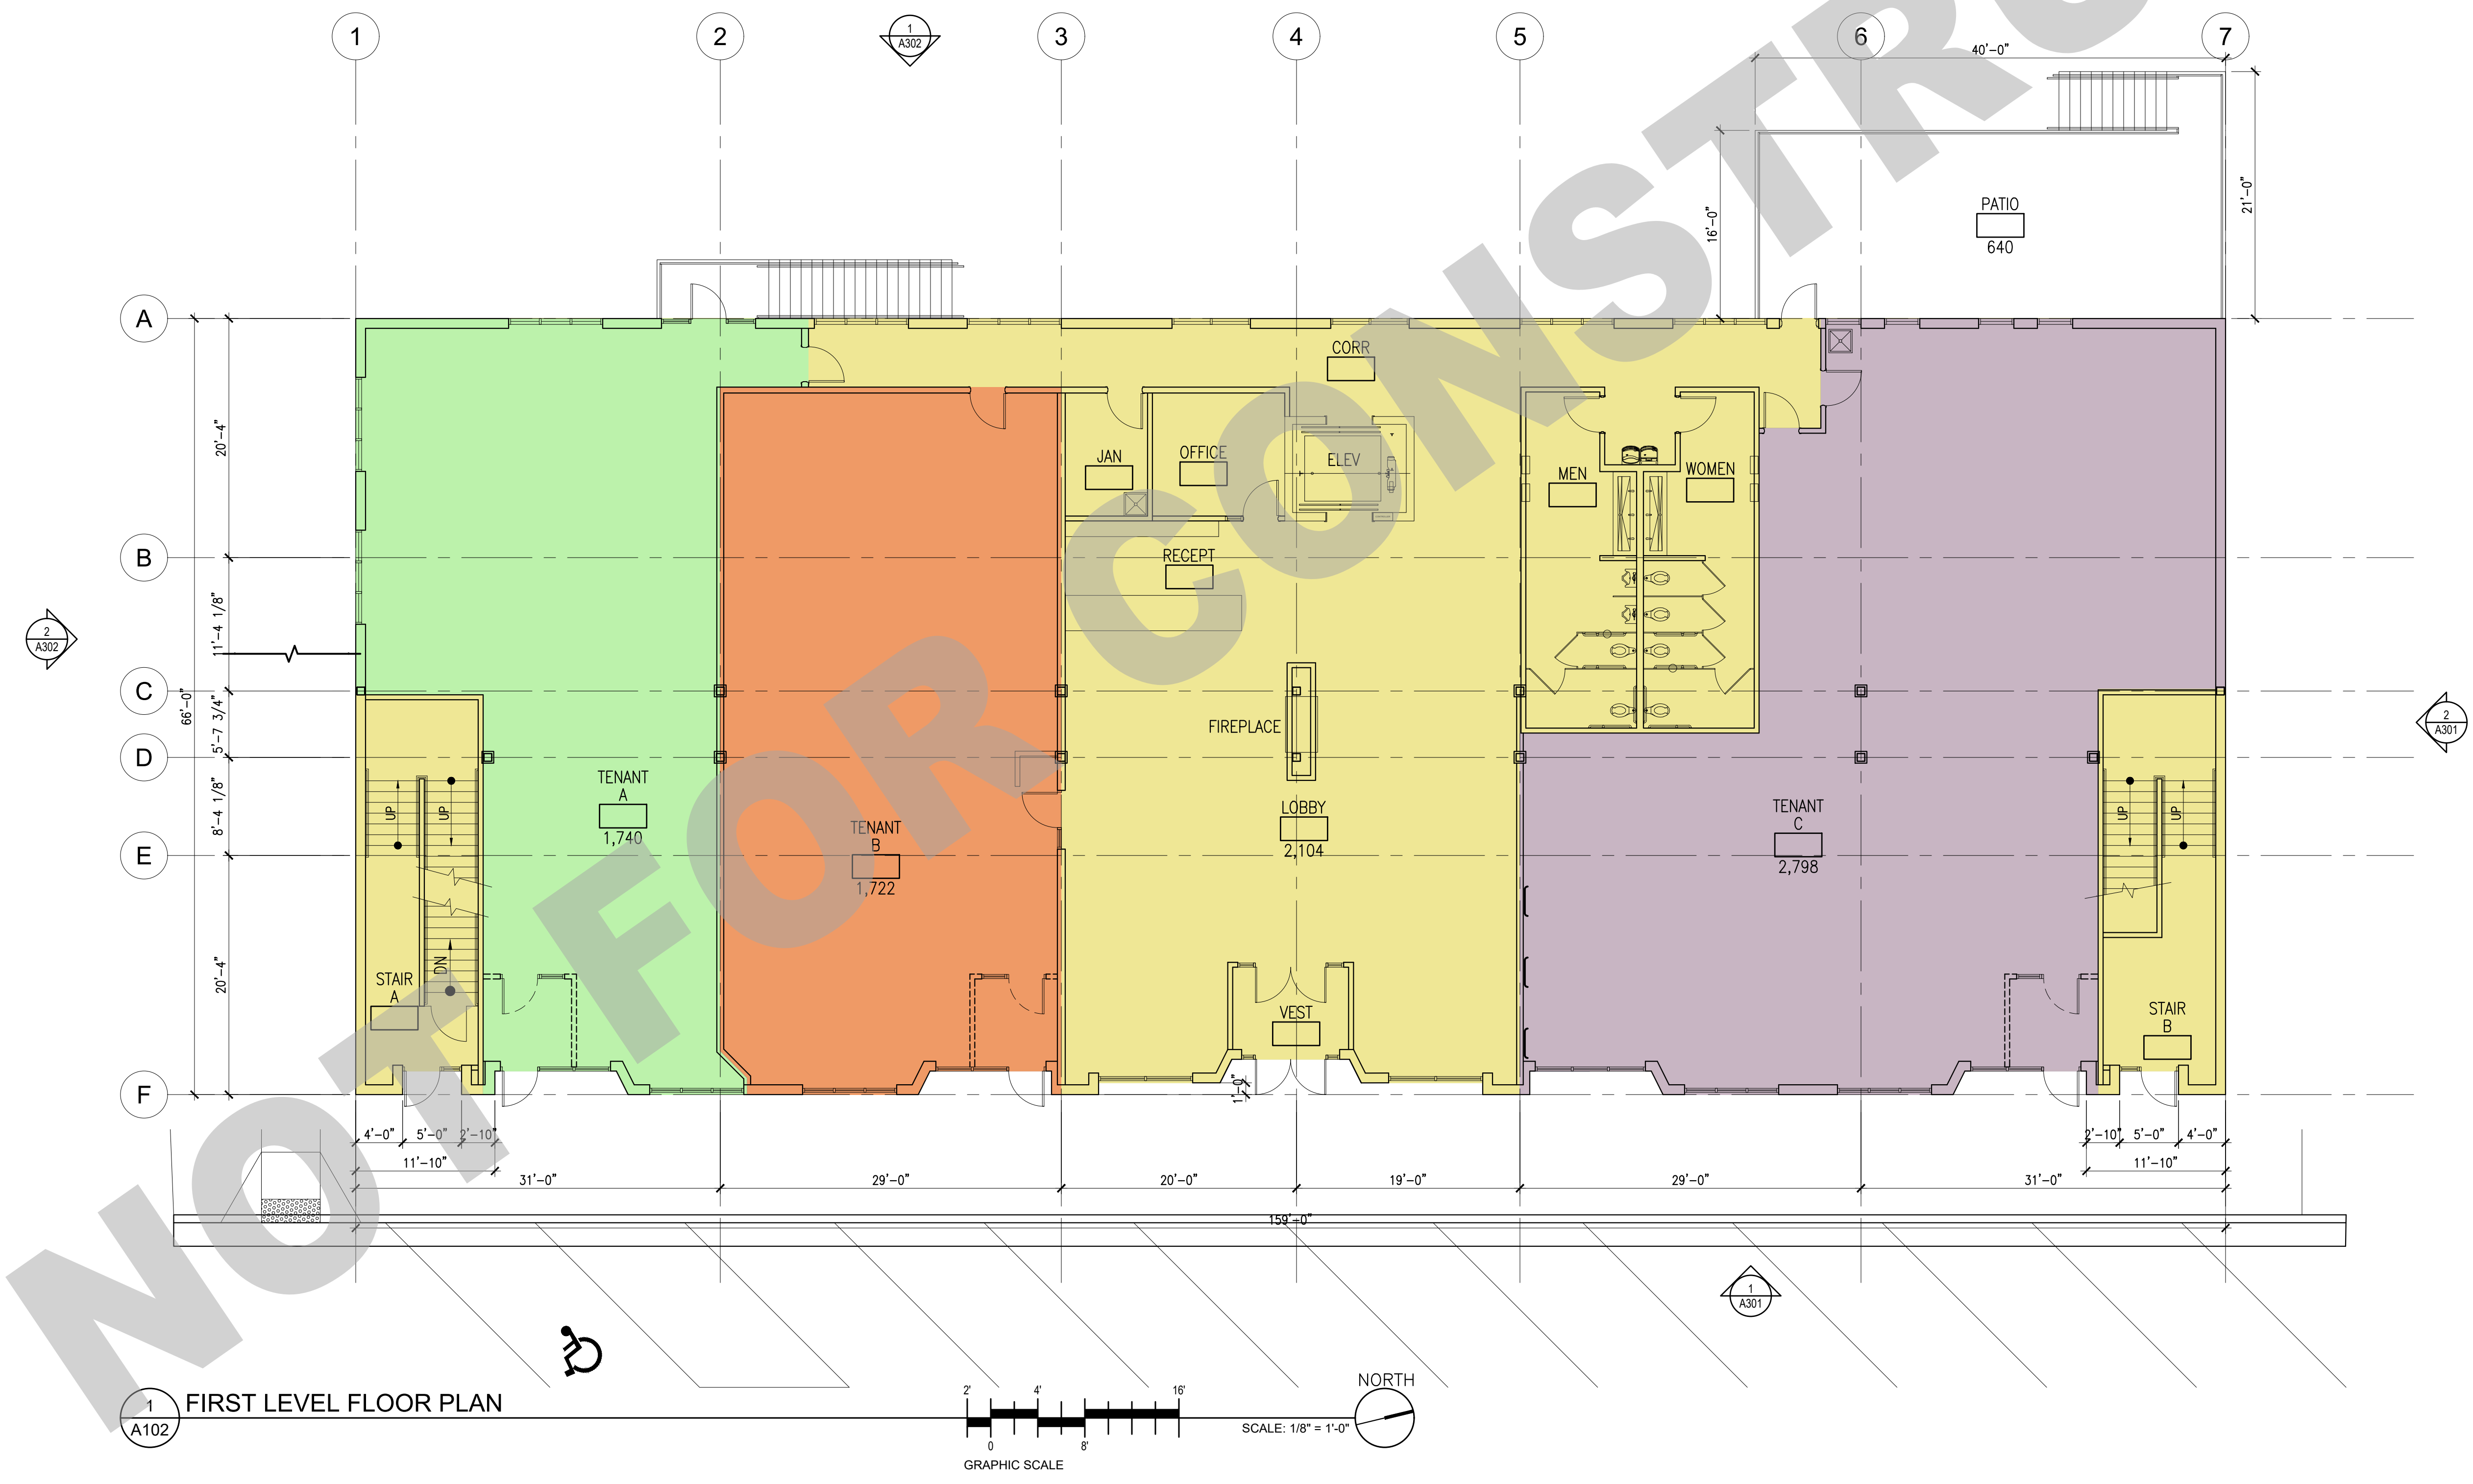 1
2
3
4
5
6
7
1
A302
40'-0"
21'-0"
16'-0"
PATIO
640
A
B
C
D
E
F
2
A302
2
A301
20'-4"
11'-4 1/8"
66'-0"
5'-7 3/4"
8'-4 1/8"
20'-4"
CORR
JAN
OFFICE
ELEV
MEN
WOMEN
RECEPT
FIREPLACE
TENANT
A
1,740
TENANT
B
1,722
LOBBY
2,104
TENANT
C
2,798
UP
UP
DN
STAIR
A
UP
UP
STAIR
B
VEST
1'-0"
4'-0"
5'-0"
2'-10"
11'-10"
2'-10"
5'-0"
4'-0"
11'-10"
31'-0"
29'-0"
20'-0"
19'-0"
29'-0"
31'-0"
159'-0"
1
A301
1
A102
FIRST LEVEL FLOOR PLAN
2'
4'
16'
0
8'
GRAPHIC SCALE
SCALE: 1/8" = 1'-0"
NORTH
NOT FOR CONSTRU